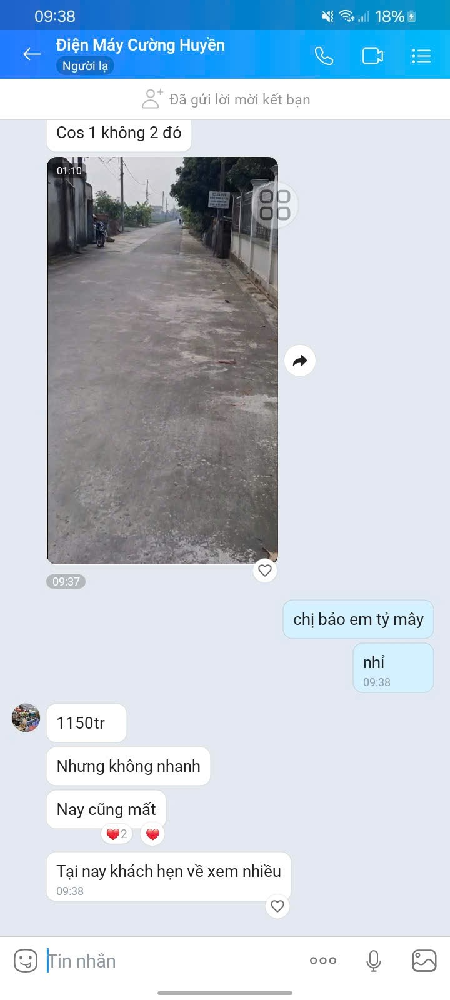 09:38
18%
Điện Máy Cường Huyền
Người lạ
Đã gửi lời mời kết bạn
Cos 1 không 2 đó
01:10
CẤM
09:37
chị bảo em tỷ mây
nhỉ
09:38
1150tr
Nhưng không nhanh
Nay cũng mất
2
Tại nay khách hẹn về xem nhiều
09:38
Tin nhắn